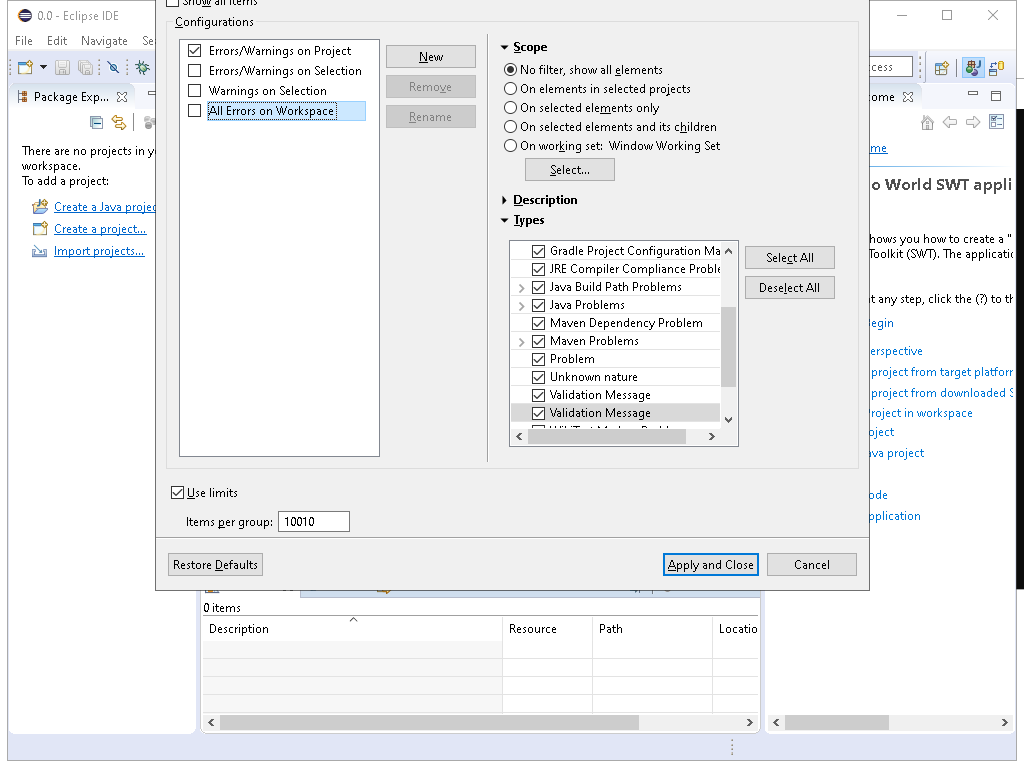 Show all items
0.0 - Eclipse IDE
File Edit Navigate Se
Configurations
Errors/Warnings on Project
Errors/Warnings on Selection
Warnings on Selection
All Errors on Workspace
New
Remove
Rename
Scope
No filter, show all elements
On elements in selected projects
On selected elements only
On selected elements and its children
On working set: Window Working Set
Select...
Description
Types
Gradle Project Configuration Ma
JRE Compiler Compliance Proble
Java Build Path Problems
Java Problems
Maven Dependency Problem
Maven Problems
Problem
Unknown nature
Validation Message
Validation Message
Select All
Deselect All
Use limits
Items per group: 10010
Restore Defaults
Apply and Close
Cancel
Package Exp...
There are no projects in y
workspace.
To add a project:
Create a Java projec
Create a project...
Import projects...
cess
ome
me
o World SWT appli
hows you how to create a "
Toolkit (SWT). The applicatio
t any step, click the (?) to th
egin
erspective
project from target platforr
project from downloaded S
roject in workspace
oject
va project
ode
pplication
0 items
Description Resource Path Locatio